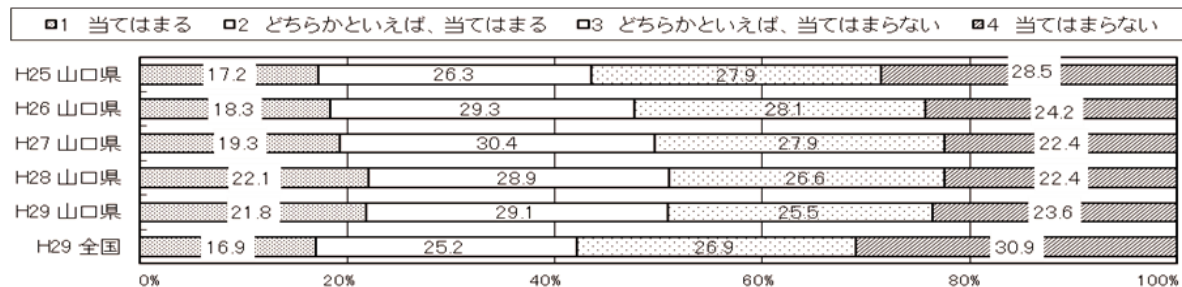 1 当てはまる 2 どちらかといえば、当てはまる 3 どちらかといえば、当てはまらない 4 当てはまらない
H25 山口県 17.2 26.3 27.9 28.5
H26 山口県 18.3 29.3 28.1 24.2
H27 山口県 19.3 30.4 27.9 22.4
H28 山口県 22.1 28.9 26.6 22.4
H29 山口県 21.8 29.1 25.5 23.6
H29 全国 16.9 25.2 26.9 30.9
0% 20% 40% 60% 80% 100%